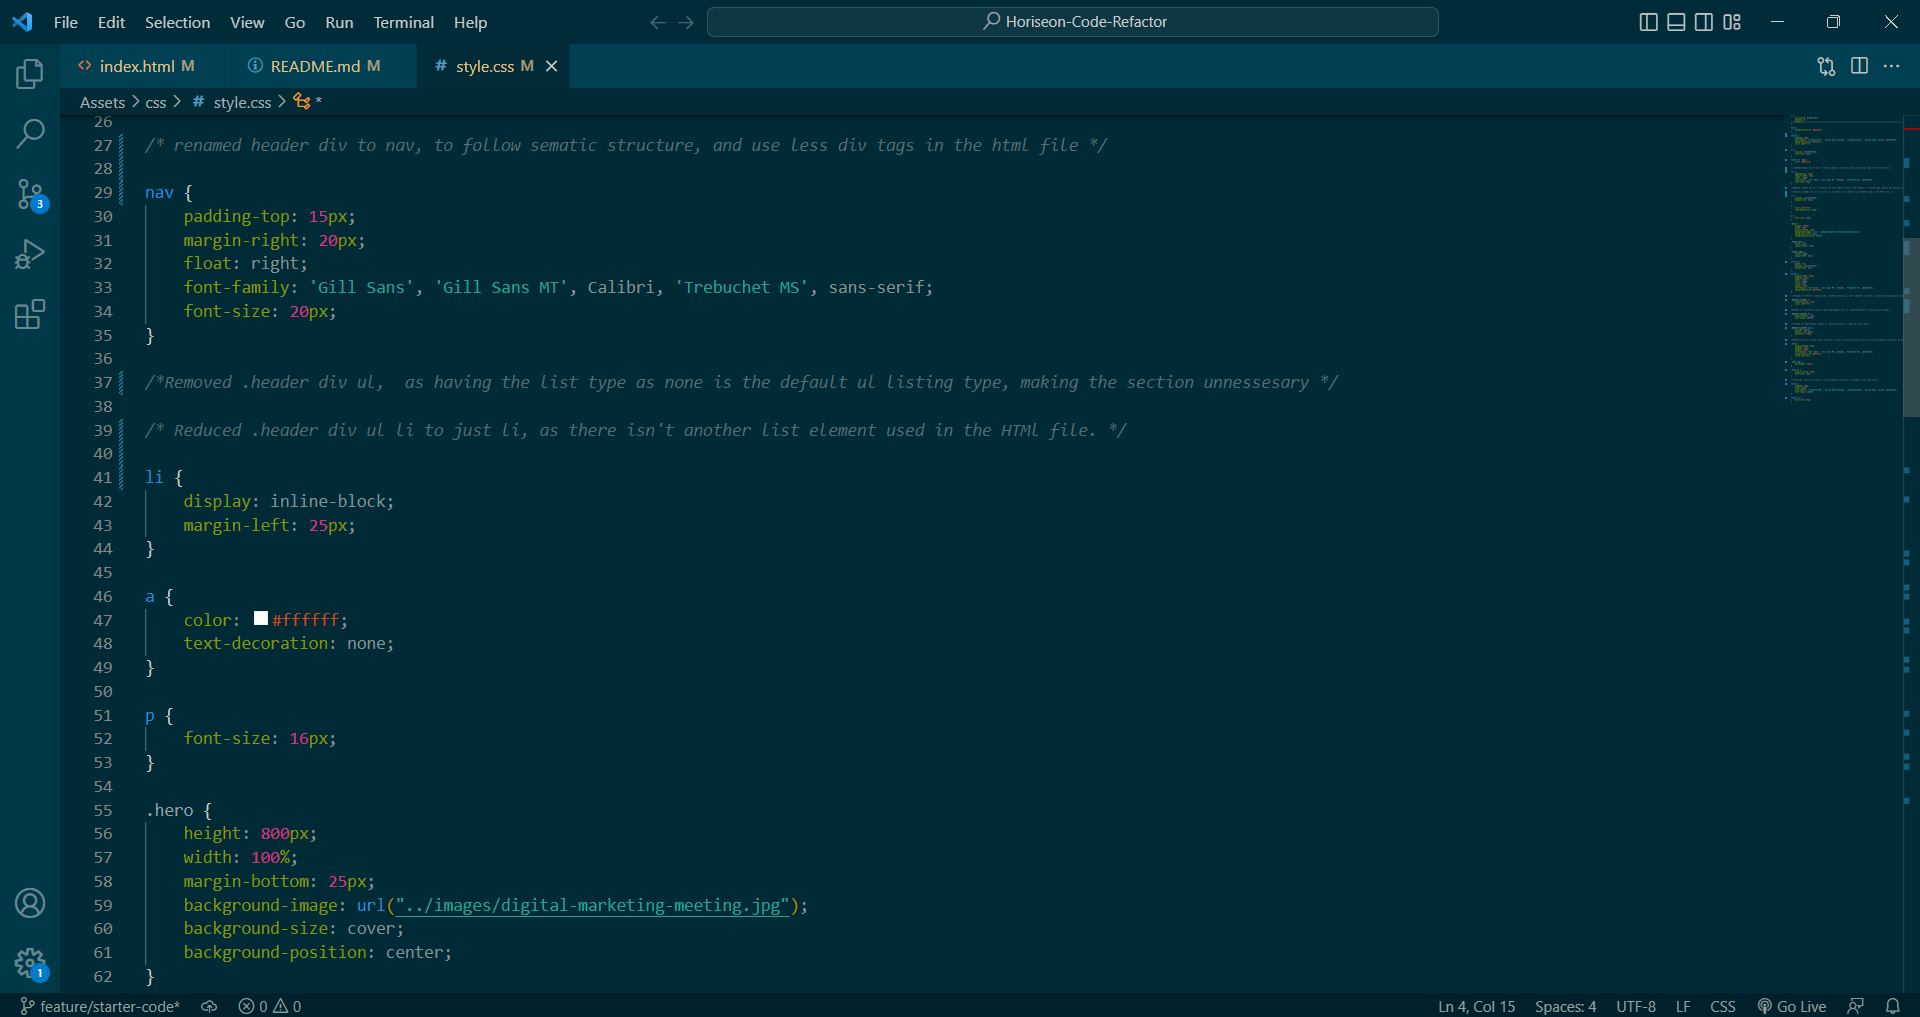 File Edit Selection View Go Run Terminal Help
Horiseon-Code-Refactor
index.html M
README.md M
# style.css M
Assets > css > # style.css > *
26
27 /* renamed header div to nav, to follow sematic structure, and use less div tags in the html file */
28
29 nav {
30 padding-top: 15px;
31 margin-right: 20px;
32 float: right;
33 font-family: 'Gill Sans', 'Gill Sans MT', Calibri, 'Trebuchet MS', sans-serif;
34 font-size: 20px;
35 }
36
37 /*Removed .header div ul,  as having the list type as none is the default ul listing type, making the section unnessesary */
38
39 /* Reduced .header div ul li to just li, as there isn't another list element used in the HTMl file. */
40
41 li {
42 display: inline-block;
43 margin-left: 25px;
44 }
45
46 a {
47 color: #ffffff;
48 text-decoration: none;
49 }
50
51 p {
52 font-size: 16px;
53 }
54
55 .hero {
56 height: 800px;
57 width: 100%;
58 margin-bottom: 25px;
59 background-image: url("../images/digital-marketing-meeting.jpg");
60 background-size: cover;
61 background-position: center;
62 }
3
1
feature/starter-code* 0 0 Ln 4, Col 15 Spaces: 4 UTF-8 LF CSS Go Live